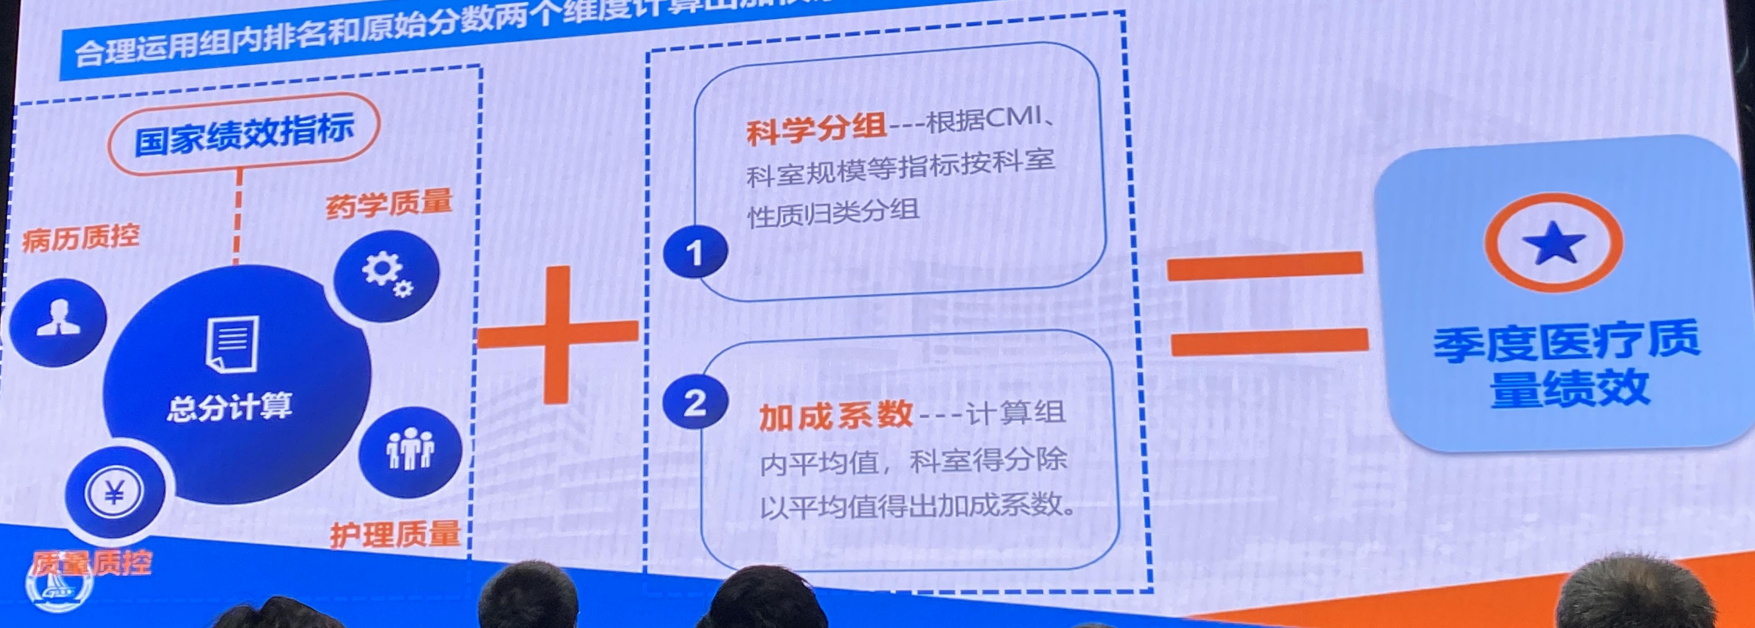 合理运用组内排名和原始分数两个维度计算出加权
国家绩效指标
药学质量
病历质控
总分计算
¥
护理质量
质量质控
1
科学分组---根据CMI、
科室规模等指标按科室
性质归类分组
2
加成系数---计算组
内平均值，科室得分除
以平均值得出加成系数。
季度医疗质
量绩效